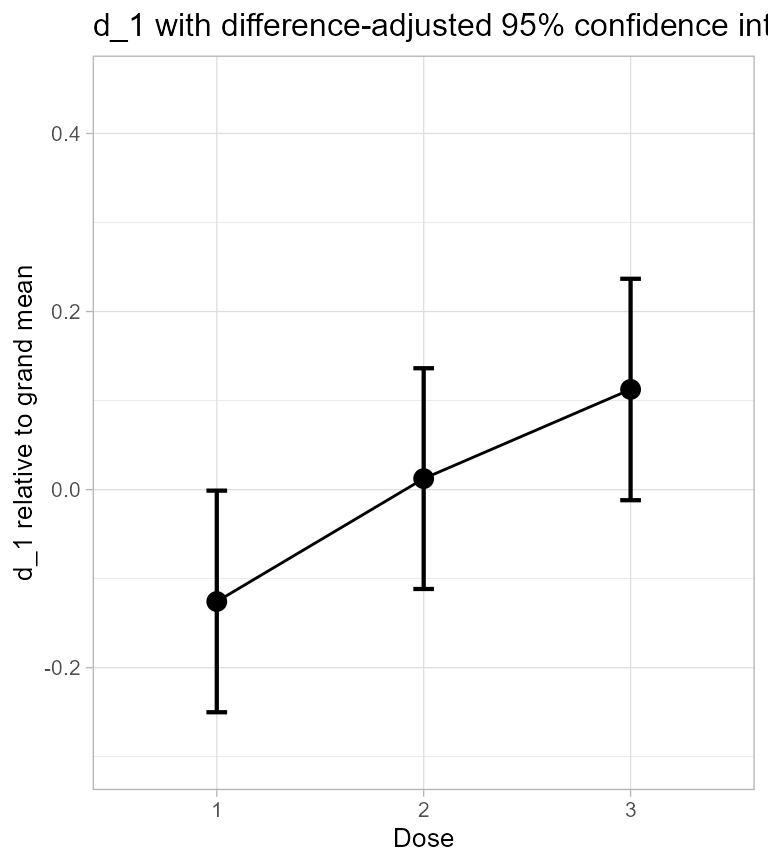 d_1 with difference-adjusted 95% confidence int
d_1 relative to grand mean
0.4
0.2
0.0
-0.2
1 2 3
Dose